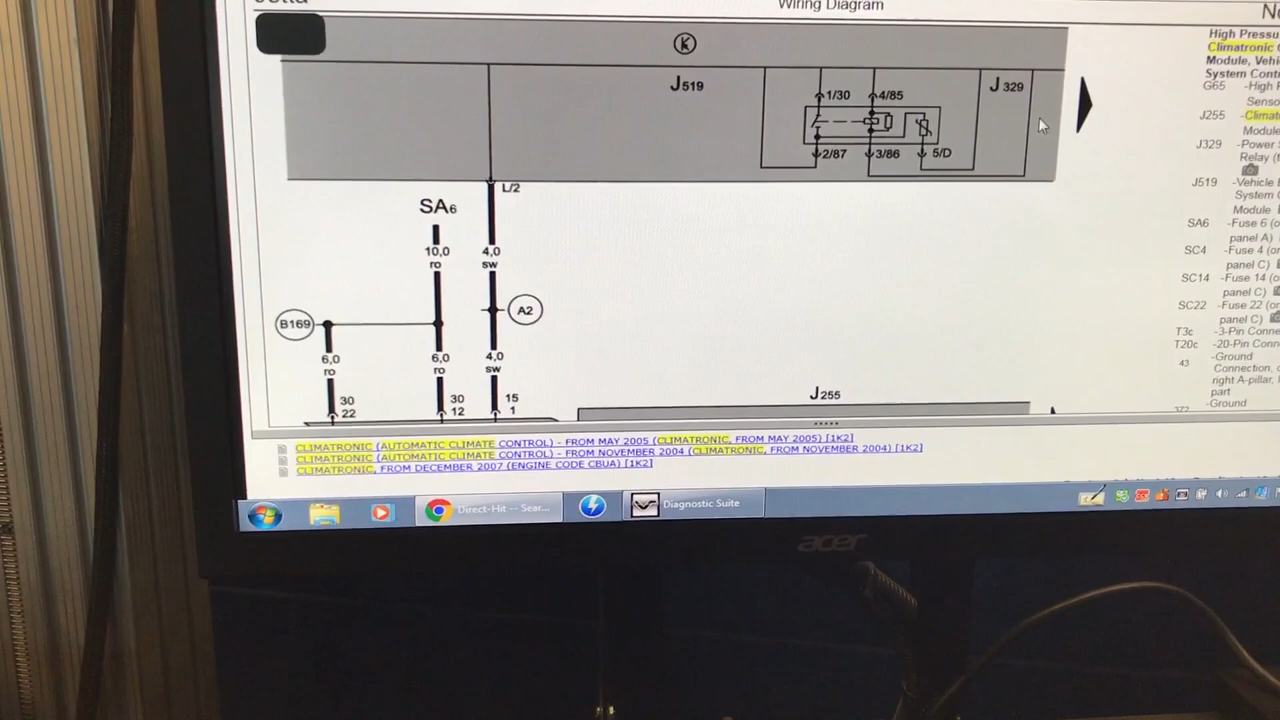 Wiring Diagram
K
J519
1/30
4/85
J 329
2/87
3/86
5/D
L/2
SA6
10,0
ro
4,0
sw
B169
A2
6,0
ro
6,0
ro
4,0
sw
30
22
30
12
15
1
J255
High Pressu
Climatronic
Module, Vehi
System Contr
G65 -High
Senso
J255 -Climat
Module
J329 -Power
Relay (
J519 -Vehicle
System
Module
SA6 -Fuse 6 (o
panel A)
SC4 -Fuse 4 (o
panel C)
SC14 -Fuse 14 (o
panel C)
SC22 -Fuse 22 (o
panel C)
T3c -3-Pin Conne
T20c -20-Pin Conn
43 -Ground
Connection,
right A-pillar,
part
372 -Ground
CLIMATRONIC (AUTOMATIC CLIMATE CONTROL) - FROM MAY 2005 (CLIMATRONIC, FROM MAY 2005) [1K2]
CLIMATRONIC (AUTOMATIC CLIMATE CONTROL) - FROM NOVEMBER 2004 (CLIMATRONIC, FROM NOVEMBER 2004) [1K2]
CLIMATRONIC, FROM DECEMBER 2007 (ENGINE CODE CBUA) [1K2]
Direct-Hit -- Sear...
Diagnostic Suite
acer